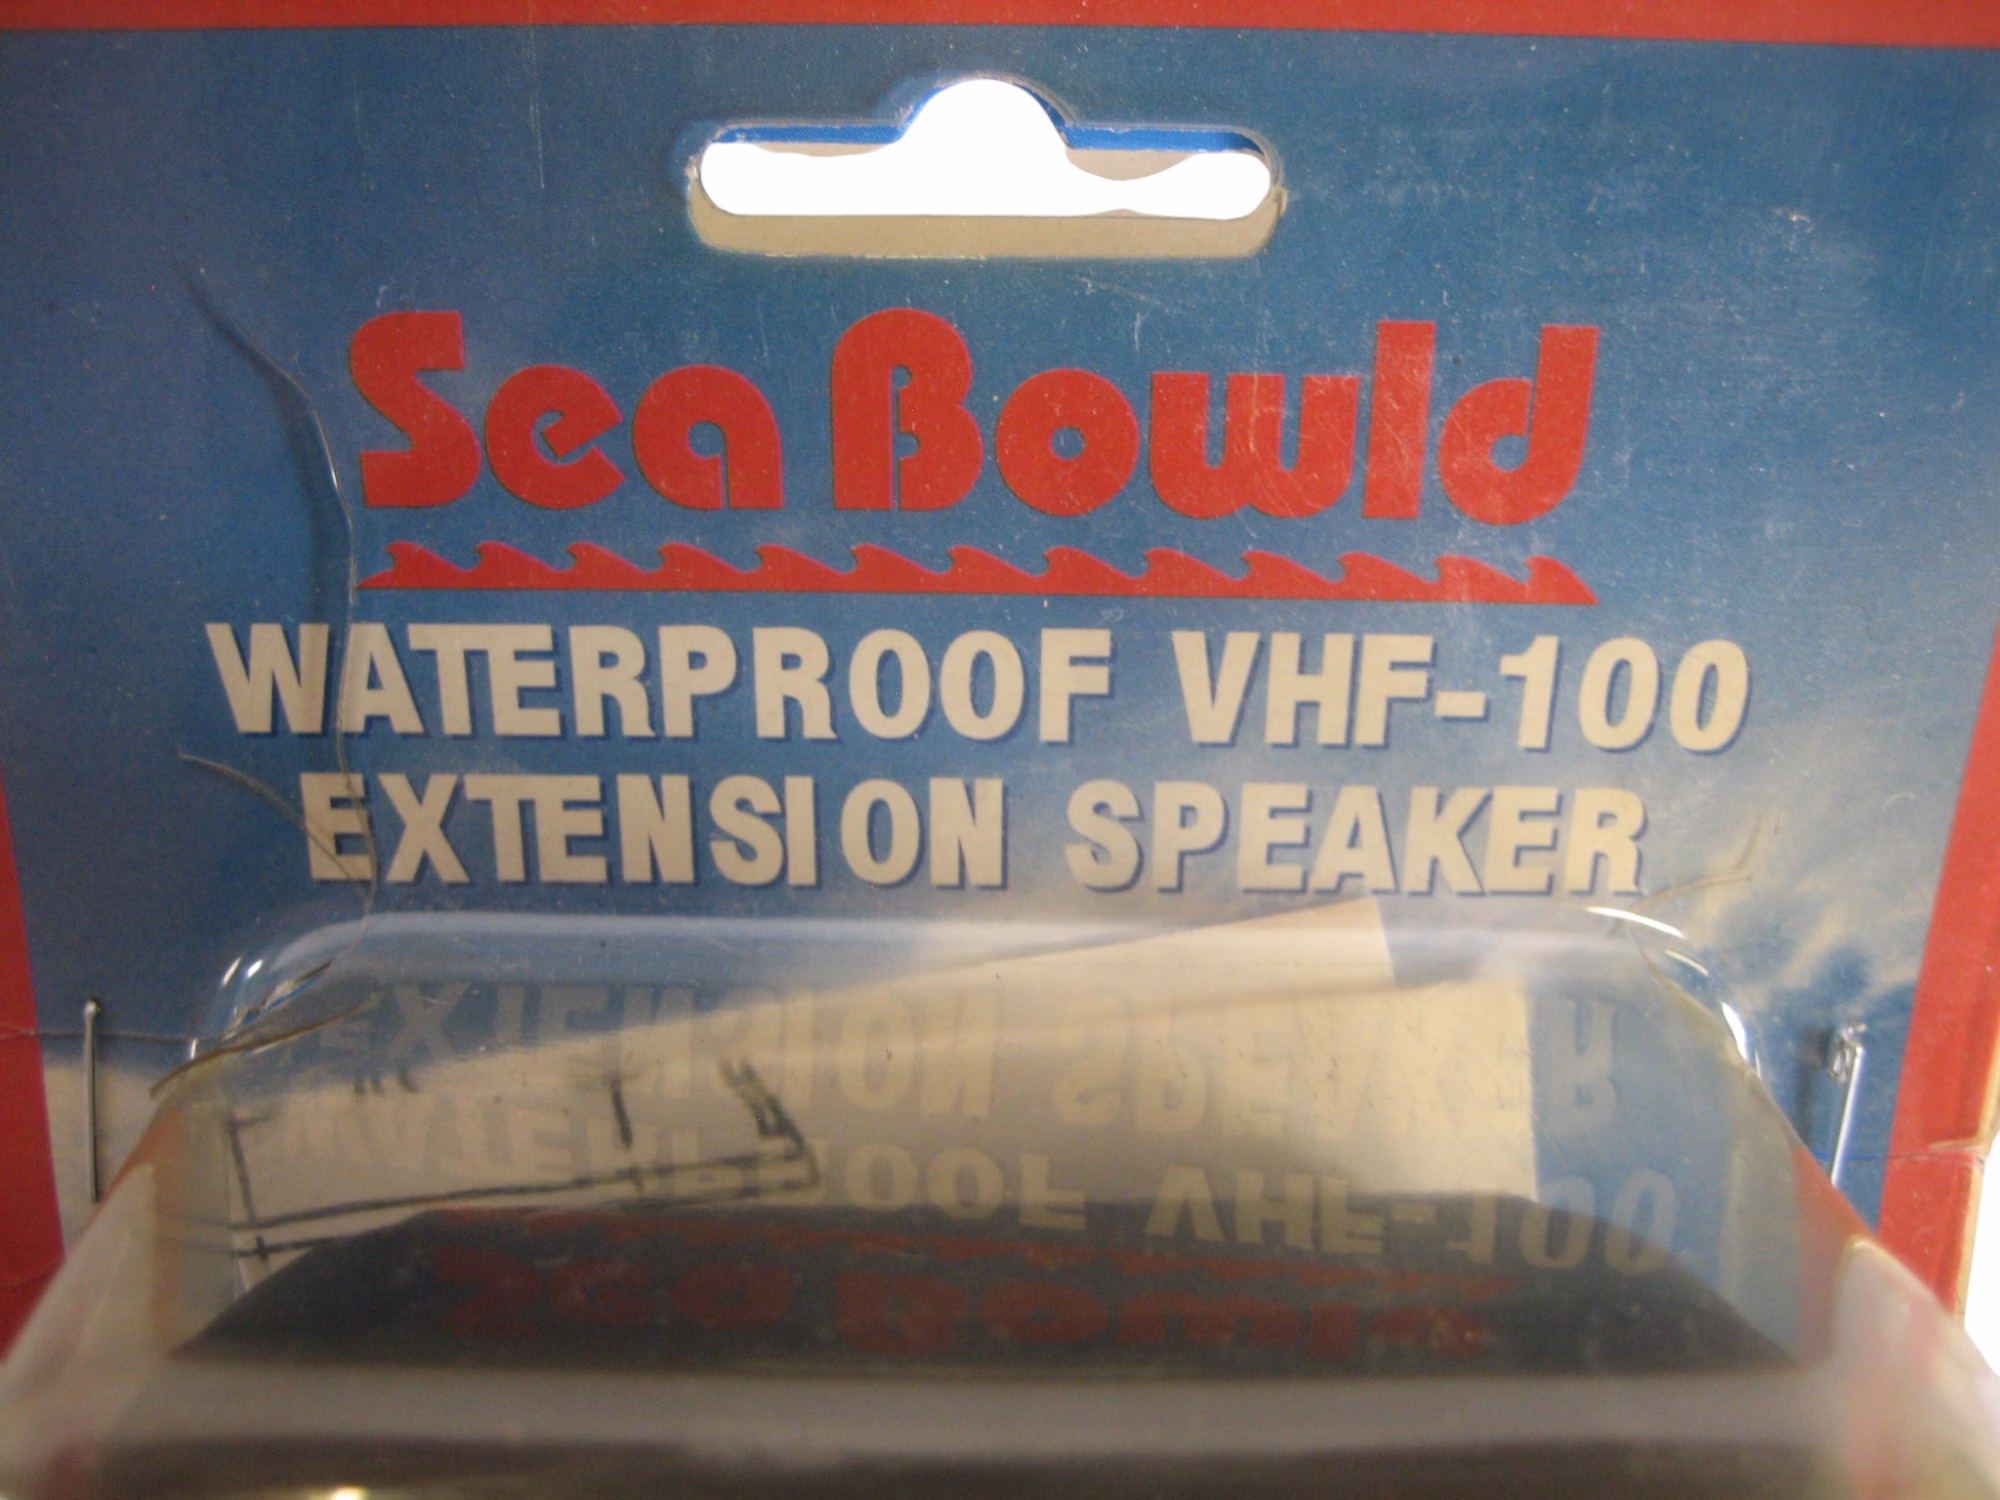 Sea Bowld
WATERPROOF VHF-100
EXTENSION SPEAKER